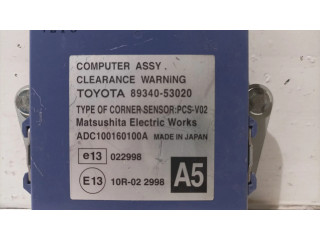 COMPUTER ASSY.
CLEARANCE WARNING
TOYOTA 89340-53020
TYPE OF CORNER-SENSOR:PCS-V02
Matsushita Electric Works
ADC100160100A MADE IN JAPAN
e13 022998
E13 10R-02 2998
A5